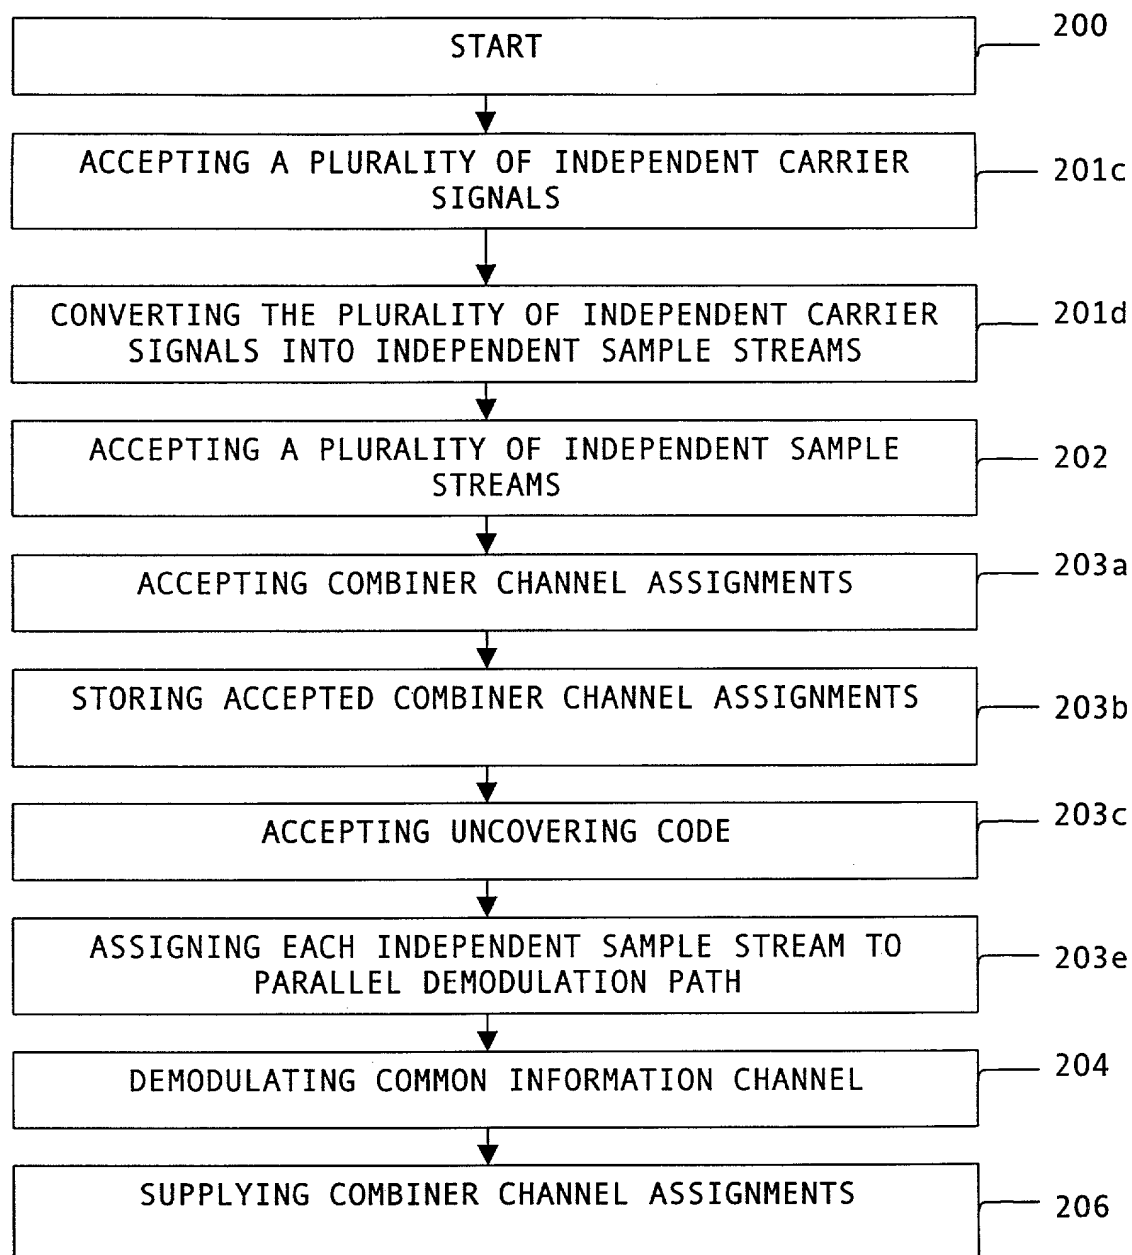 START
200
ACCEPTING A PLURALITY OF INDEPENDENT CARRIER
SIGNALS
201c
CONVERTING THE PLURALITY OF INDEPENDENT CARRIER
SIGNALS INTO INDEPENDENT SAMPLE STREAMS
201d
ACCEPTING A PLURALITY OF INDEPENDENT SAMPLE
STREAMS
202
ACCEPTING COMBINER CHANNEL ASSIGNMENTS
203a
STORING ACCEPTED COMBINER CHANNEL ASSIGNMENTS
203b
ACCEPTING UNCOVERING CODE
203c
ASSIGNING EACH INDEPENDENT SAMPLE STREAM TO
PARALLEL DEMODULATION PATH
203e
DEMODULATING COMMON INFORMATION CHANNEL
204
SUPPLYING COMBINER CHANNEL ASSIGNMENTS
206